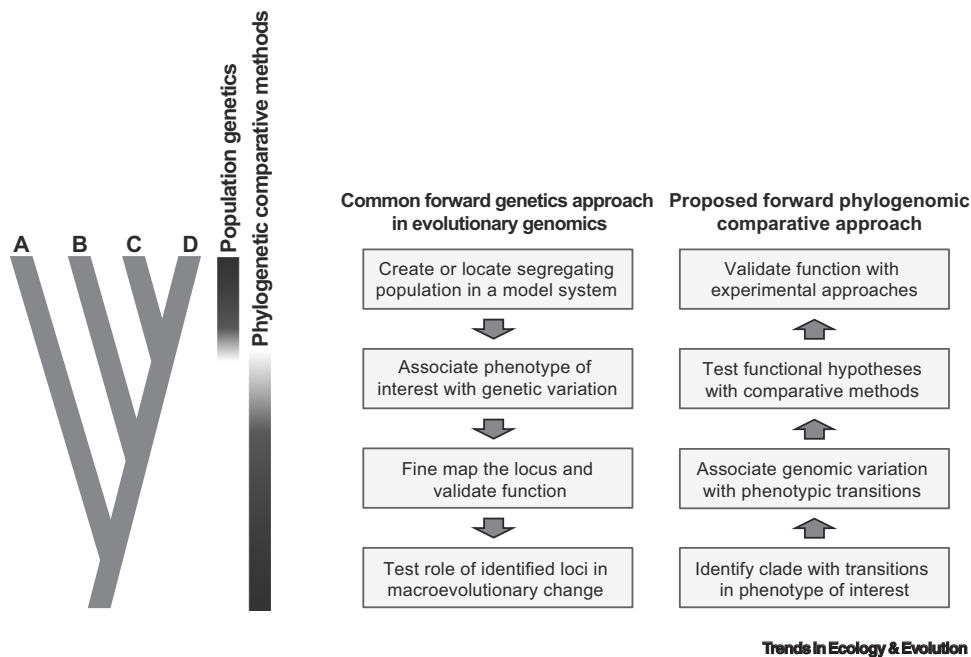 A
B
C
D
Population genetics
Phylogenetic comparative methods
Common forward genetics approach
in evolutionary genomics
Create or locate segregating
population in a model system
Associate phenotype of
interest with genetic variation
Fine map the locus and
validate function
Test role of identified loci in
macroevolutionary change
Proposed forward phylogenomic
comparative approach
Validate function with
experimental approaches
Test functional hypotheses
with comparative methods
Associate genomic variation
with phenotypic transitions
Identify clade with transitions
in phenotype of interest
Trends in Ecology & Evolution